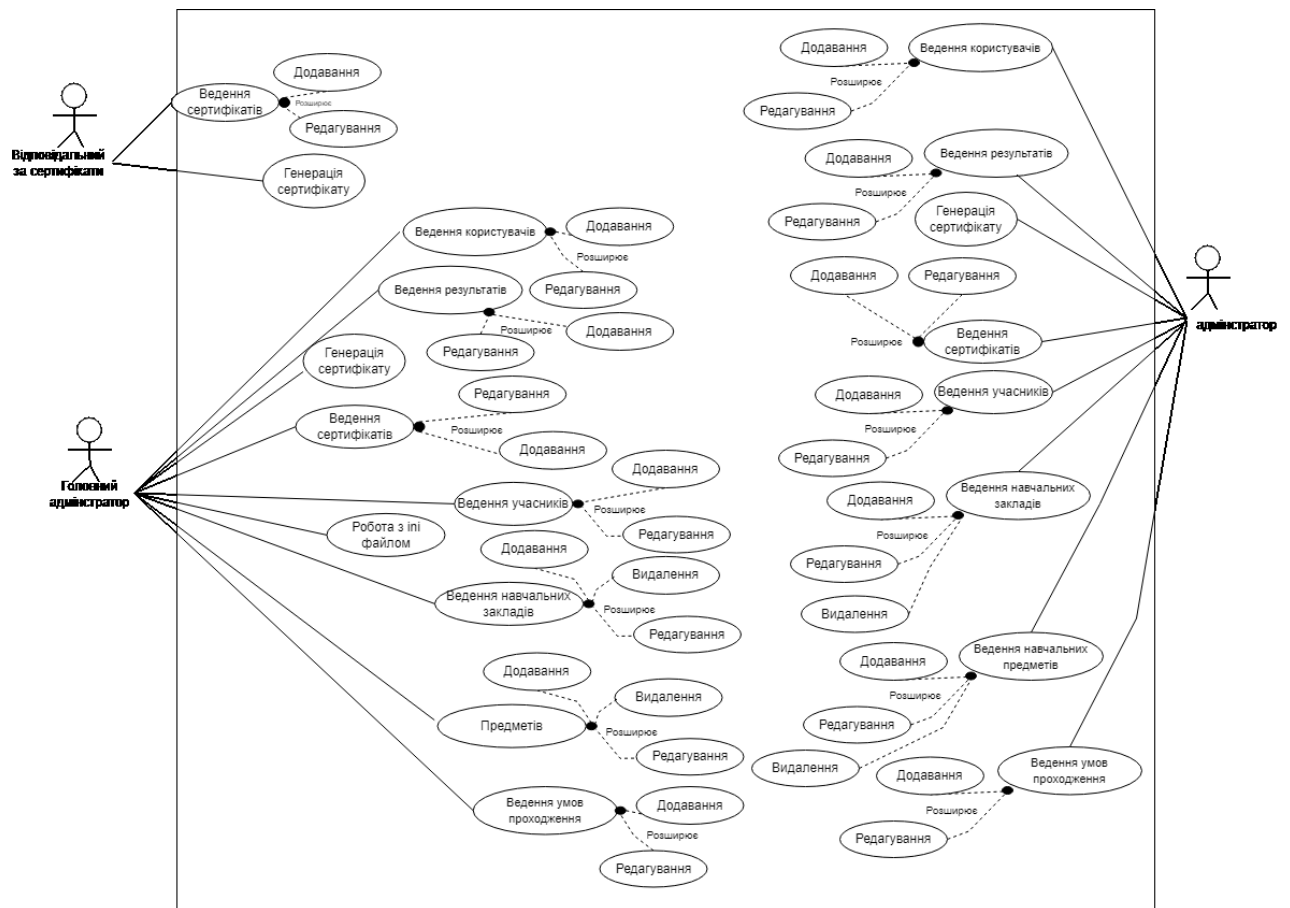 Відповідальний
за сертифікати
Ведення
сертифікатів
Додавання
Розширює
Редагування
Генерація
сертифікату
Головний
адмінстратор
Ведення користувачів
Додавання
Розширює
Редагування
Ведення результатів
Розширює
Додавання
Редагування
Генерація
сертифікату
Ведення
сертифікатів
Редагування
Розширює
Додавання
Ведення учасників
Додавання
Розширює
Редагування
Робота з ini
файлом
Ведення навчальних
закладів
Додавання
Видалення
Розширює
Редагування
Предметів
Додавання
Видалення
Розширює
Редагування
Ведення умов
проходження
Додавання
Розширює
Редагування
адмінстратор
Ведення користувачів
Додавання
Розширює
Редагування
Ведення результатів
Додавання
Розширює
Редагування
Генерація
сертифікату
Додавання
Редагування
Розширює
Ведення
сертифікатів
Ведення учасників
Додавання
Розширює
Редагування
Ведення навчальних
закладів
Додавання
Розширює
Редагування
Видалення
Ведення навчальних
предметів
Додавання
Розширює
Редагування
Видалення
Ведення умов
проходження
Додавання
Розширює
Редагування